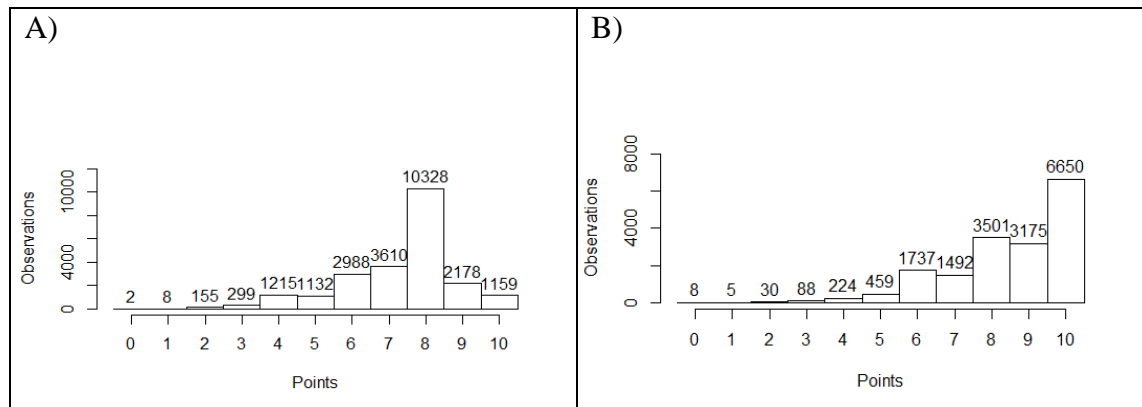 A)
10000
4000
0
Observations
2 8 155 299 1215 1132 2988 3610 10328 2178 1159
0 1 2 3 4 5 6 7 8 9 10
Points
B)
8000
4000
0
Observations
8 5 30 88 224 459 1737 1492 3501 3175 6650
0 1 2 3 4 5 6 7 8 9 10
Points